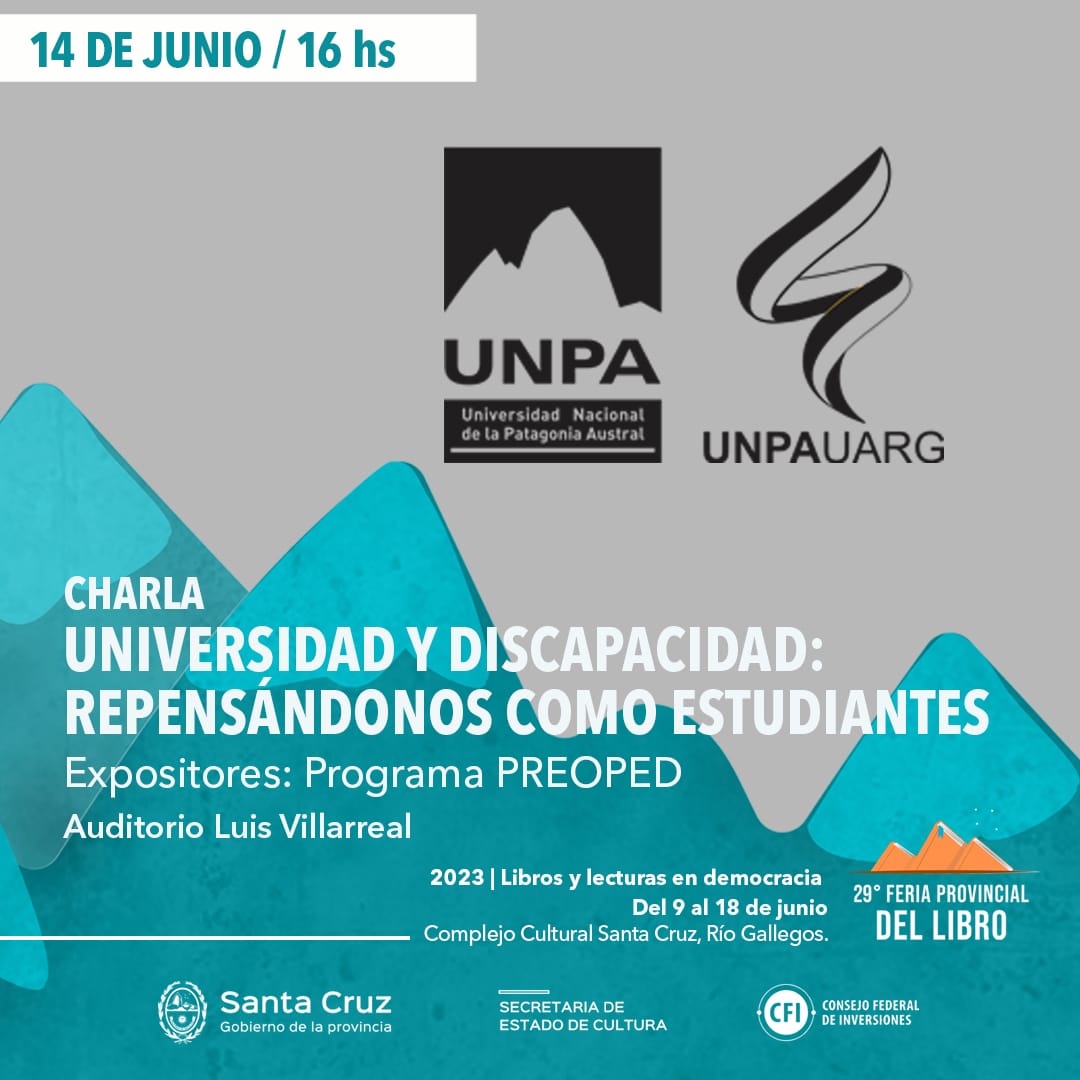 14 DE JUNIO / 16 hs
UNPA
Universidad Nacional
de la Patagonia Austral
UNPAUARG
CHARLA
UNIVERSIDAD Y DISCAPACIDAD:
REPENSÁNDONOS COMO ESTUDIANTES
Expositores: Programa PREOPED
Auditorio Luis Villarreal
2023 | Libros y lecturas en democracia
Del 9 al 18 de junio
Complejo Cultural Santa Cruz, Río Gallegos.
29° FERIA PROVINCIAL
DEL LIBRO
Santa Cruz
Gobierno de la provincia
SECRETARIA DE
ESTADO DE CULTURA
CFI
CONSEJO FEDERAL
DE INVERSIONES